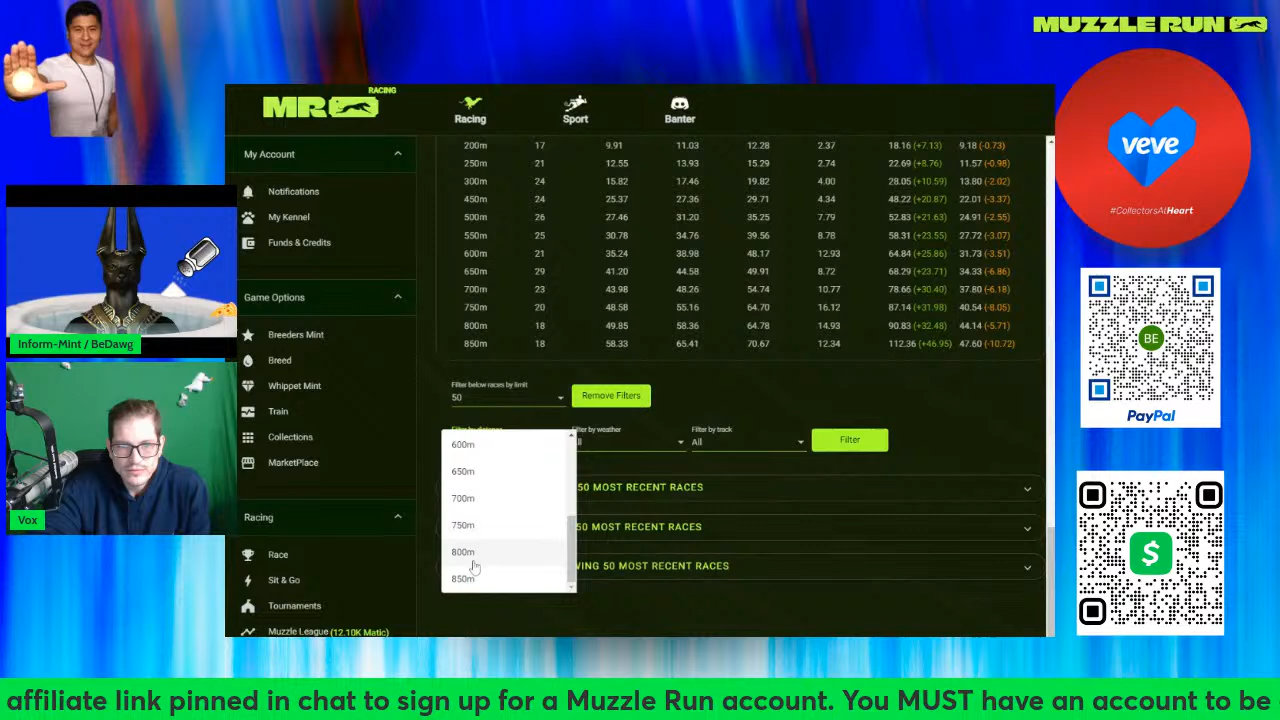 MUZZLE RUN
MR RACING
Racing
Sport
Banter
My Account
Notifications
My Kennel
Funds & Credits
Game Options
Breeders Mint
Breed
Whippet Mint
Train
Collections
MarketPlace
Racing
Race
Sit & Go
Tournaments
Muzzle League (12.10K Matic)
200m 17 9.91 11.03 12.28 2.37 18.16 (+7.13) 9.18 (-0.73)
250m 21 12.55 13.93 15.29 2.74 22.69 (+8.76) 11.57 (-0.98)
300m 24 15.82 17.46 19.82 4.00 28.05 (+10.59) 13.80 (-2.02)
450m 24 25.37 27.36 29.71 4.34 48.22 (+20.87) 22.01 (-3.37)
500m 26 27.46 31.20 35.25 7.79 52.83 (+21.63) 24.91 (-2.55)
550m 25 30.78 34.76 39.56 8.78 58.31 (+23.55) 27.72 (-3.07)
600m 21 35.24 38.98 48.17 12.93 64.84 (+25.86) 31.73 (-3.51)
650m 29 41.20 44.58 49.91 8.72 68.29 (+23.71) 34.33 (-6.86)
700m 23 43.98 48.26 54.74 10.77 78.66 (+30.40) 37.80 (-6.18)
750m 20 48.58 55.16 64.70 16.12 87.14 (+31.98) 40.54 (-8.05)
800m 18 49.85 58.36 64.78 14.93 90.83 (+32.48) 44.14 (-5.71)
850m 18 58.33 65.41 70.67 12.34 112.36 (+46.95) 47.60 (-10.72)
Filter below races by limit
50
Remove Filters
Filter by weather
Filter by track
All
Filter
600m
650m
700m
750m
800m
850m
50 MOST RECENT RACES
50 MOST RECENT RACES
WING 50 MOST RECENT RACES
Inform-Mint / BeDawg
Vox
veve
#CollectorsAtHeart
BE
PayPal
$
affiliate link pinned in chat to sign up for a Muzzle Run account. You MUST have an account to be